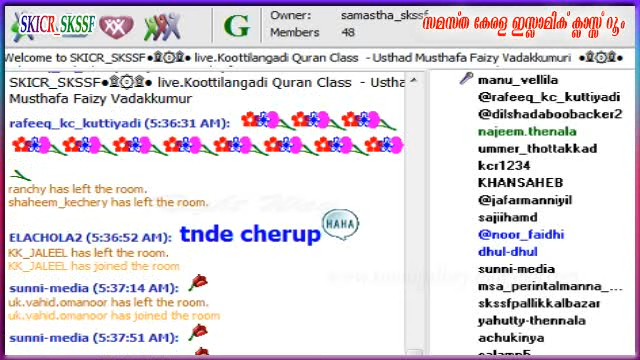 SKICR_SKSSF
G
Owner: samastha_skssf
Members 48
സമസ്ത കേരള ഇസ്ലാമിക് ക്ലാസ്സ് റൂം
Welcome to SKICR_SKSSF●۩۞۩● live.Koottilangadi Quran Class - Usthad Musthafa Faizy Vadakkumuri ●۩۞۩●
SKICR_SKSSF●۩۞۩● live.Koottilangadi Quran Class - Usthad
Musthafa Faizy Vadakkumur
rafeeq_kc_kuttiyadi (5:36:31 AM):
ranchy has left the room.
shaheem_kechery has left the room.
ELACHOLA2 (5:36:52 AM): tnde cherup HAHA
KK_JALEEL has left the room.
KK_JALEEL has joined the room
sunni-media (5:37:14 AM):
uk.vahid.omanoor has left the room.
uk.vahid.omanoor has joined the room
sunni-media (5:37:51 AM):
manu_vellila
@rafeeq_kc_kuttiyadi
@dilshadaboobacker2
najeem.thenala
ummer_thottakkad
kcr1234
KHANSAHEB
@jafarmanniyil
sajihamd
@noor_faidhi
dhul-dhul
sunni-media
msa_perintalmanna_...
skssfpallikkalbazar
yahutty-thennala
achukinya
salamp5